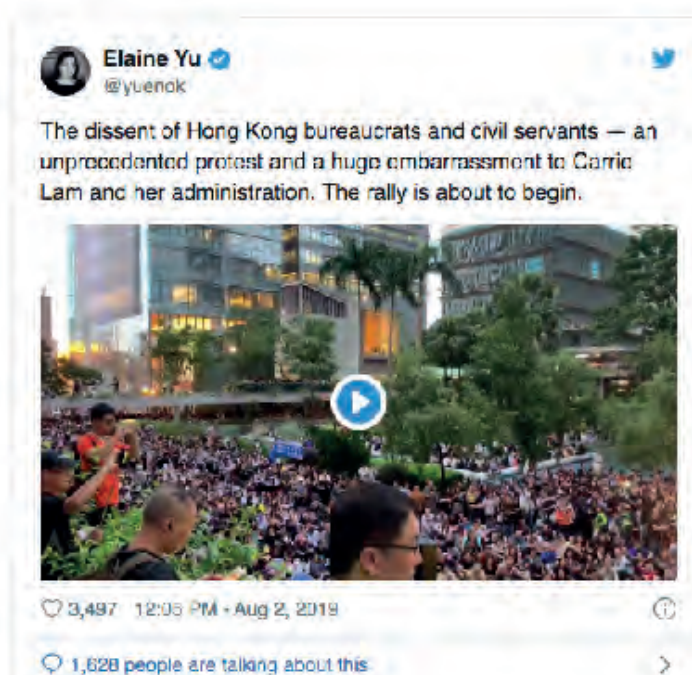 Elaine Yu
@yuenok
The dissent of Hong Kong bureaucrats and civil servants — an
unprecedented protest and a huge embarrassment to Carrie
Lam and her administration. The rally is about to begin.
3,497 12:05 PM - Aug 2, 2019
1,628 people are talking about this